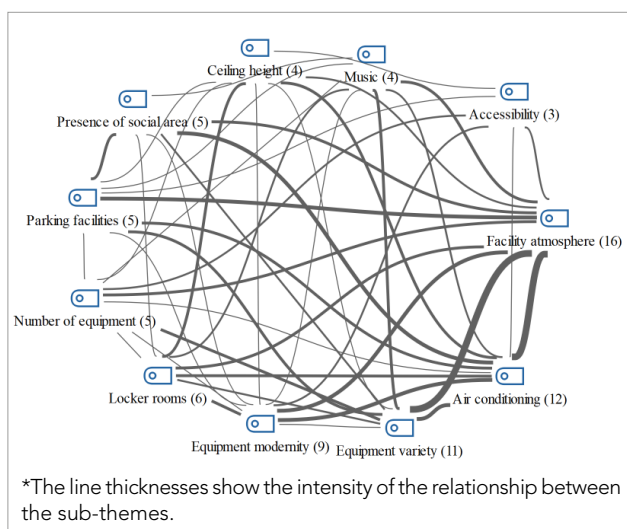 Ceiling height (4)
Music (4)
Accessibility (3)
Presence of social area (5)
Parking facilities (5)
Facility atmosphere (16)
Number of equipment (5)
Locker rooms (6)
Air conditioning (12)
Equipment modernity (9)
Equipment variety (11)
*The line thicknesses show the intensity of the relationship between
the sub-themes.